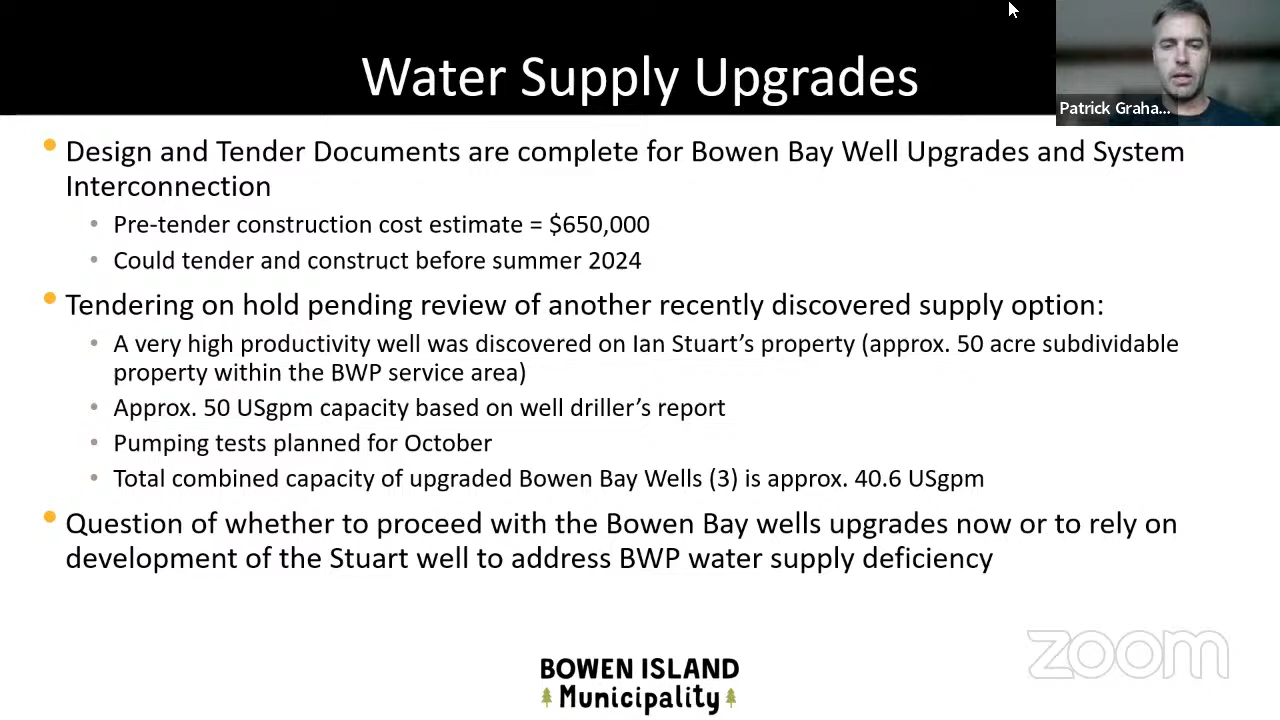 Water Supply Upgrades
Patrick Graha...
• Design and Tender Documents are complete for Bowen Bay Well Upgrades and System
Interconnection
• Pre-tender construction cost estimate = $650,000
• Could tender and construct before summer 2024
• Tendering on hold pending review of another recently discovered supply option:
• A very high productivity well was discovered on Ian Stuart’s property (approx. 50 acre subdividable
property within the BWP service area)
• Approx. 50 USgpm capacity based on well driller’s report
• Pumping tests planned for October
• Total combined capacity of upgraded Bowen Bay Wells (3) is approx. 40.6 USgpm
• Question of whether to proceed with the Bowen Bay wells upgrades now or to rely on
development of the Stuart well to address BWP water supply deficiency
zoom
BOWEN ISLAND
Municipality